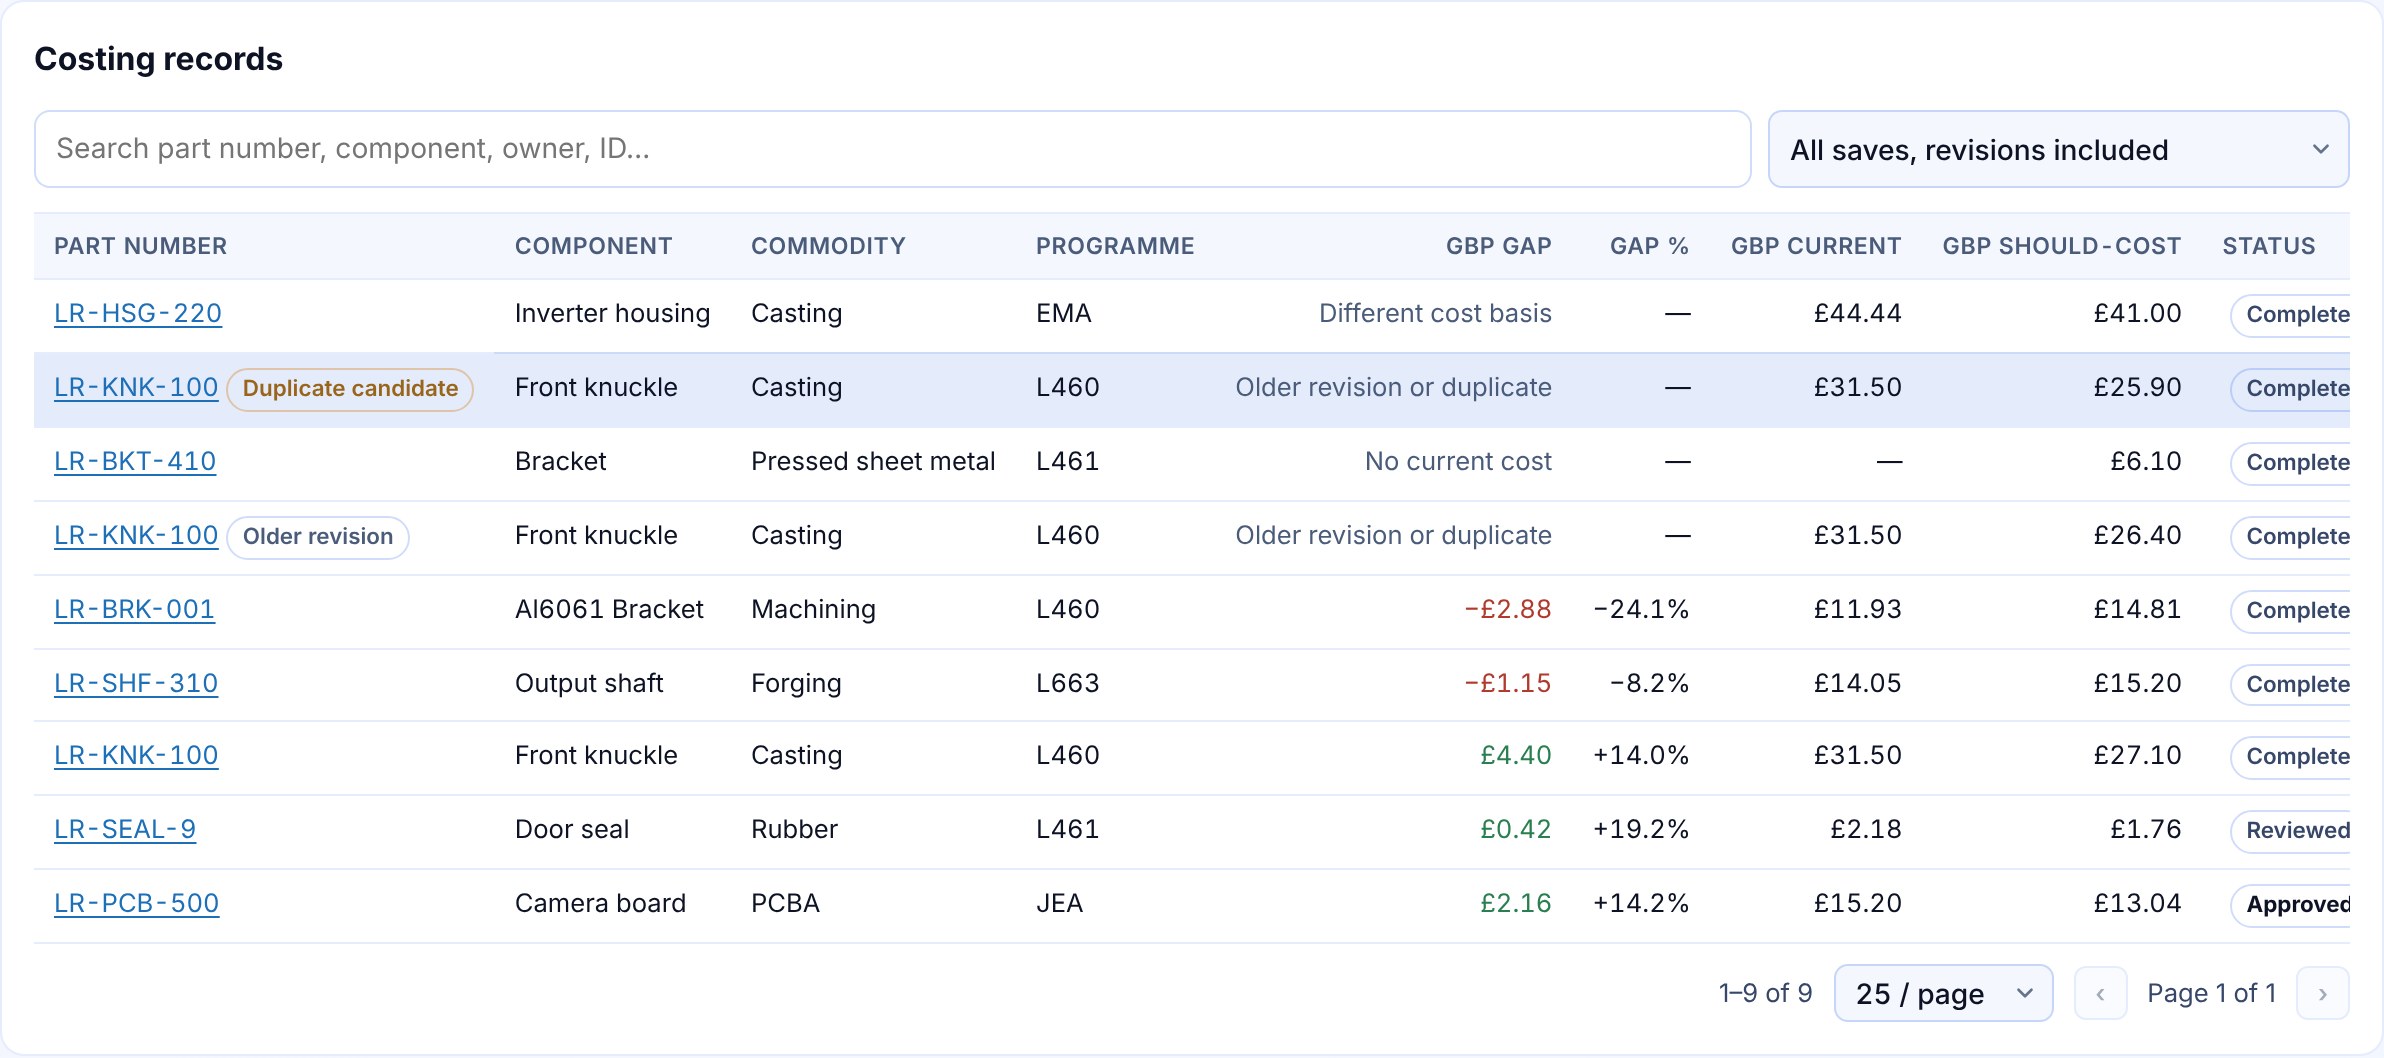 Costing records
Search part number, component, owner, ID...
All saves, revisions included
PART NUMBER COMPONENT COMMODITY PROGRAMME GBP GAP GAP % GBP CURRENT GBP SHOULD-COST STATUS
LR-HSG-220 Inverter housing Casting EMA Different cost basis — £44.44 £41.00 Complete
LR-KNK-100 Duplicate candidate Front knuckle Casting L460 Older revision or duplicate — £31.50 £25.90 Complete
LR-BKT-410 Bracket Pressed sheet metal L461 No current cost — — £6.10 Complete
LR-KNK-100 Older revision Front knuckle Casting L460 Older revision or duplicate — £31.50 £26.40 Complete
LR-BRK-001 Al6061 Bracket Machining L460 −£2.88 −24.1% £11.93 £14.81 Complete
LR-SHF-310 Output shaft Forging L663 −£1.15 −8.2% £14.05 £15.20 Complete
LR-KNK-100 Front knuckle Casting L460 £4.40 +14.0% £31.50 £27.10 Complete
LR-SEAL-9 Door seal Rubber L461 £0.42 +19.2% £2.18 £1.76 Reviewed
LR-PCB-500 Camera board PCBA JEA £2.16 +14.2% £15.20 £13.04 Approved
1–9 of 9 25 / page ‹ Page 1 of 1 ›